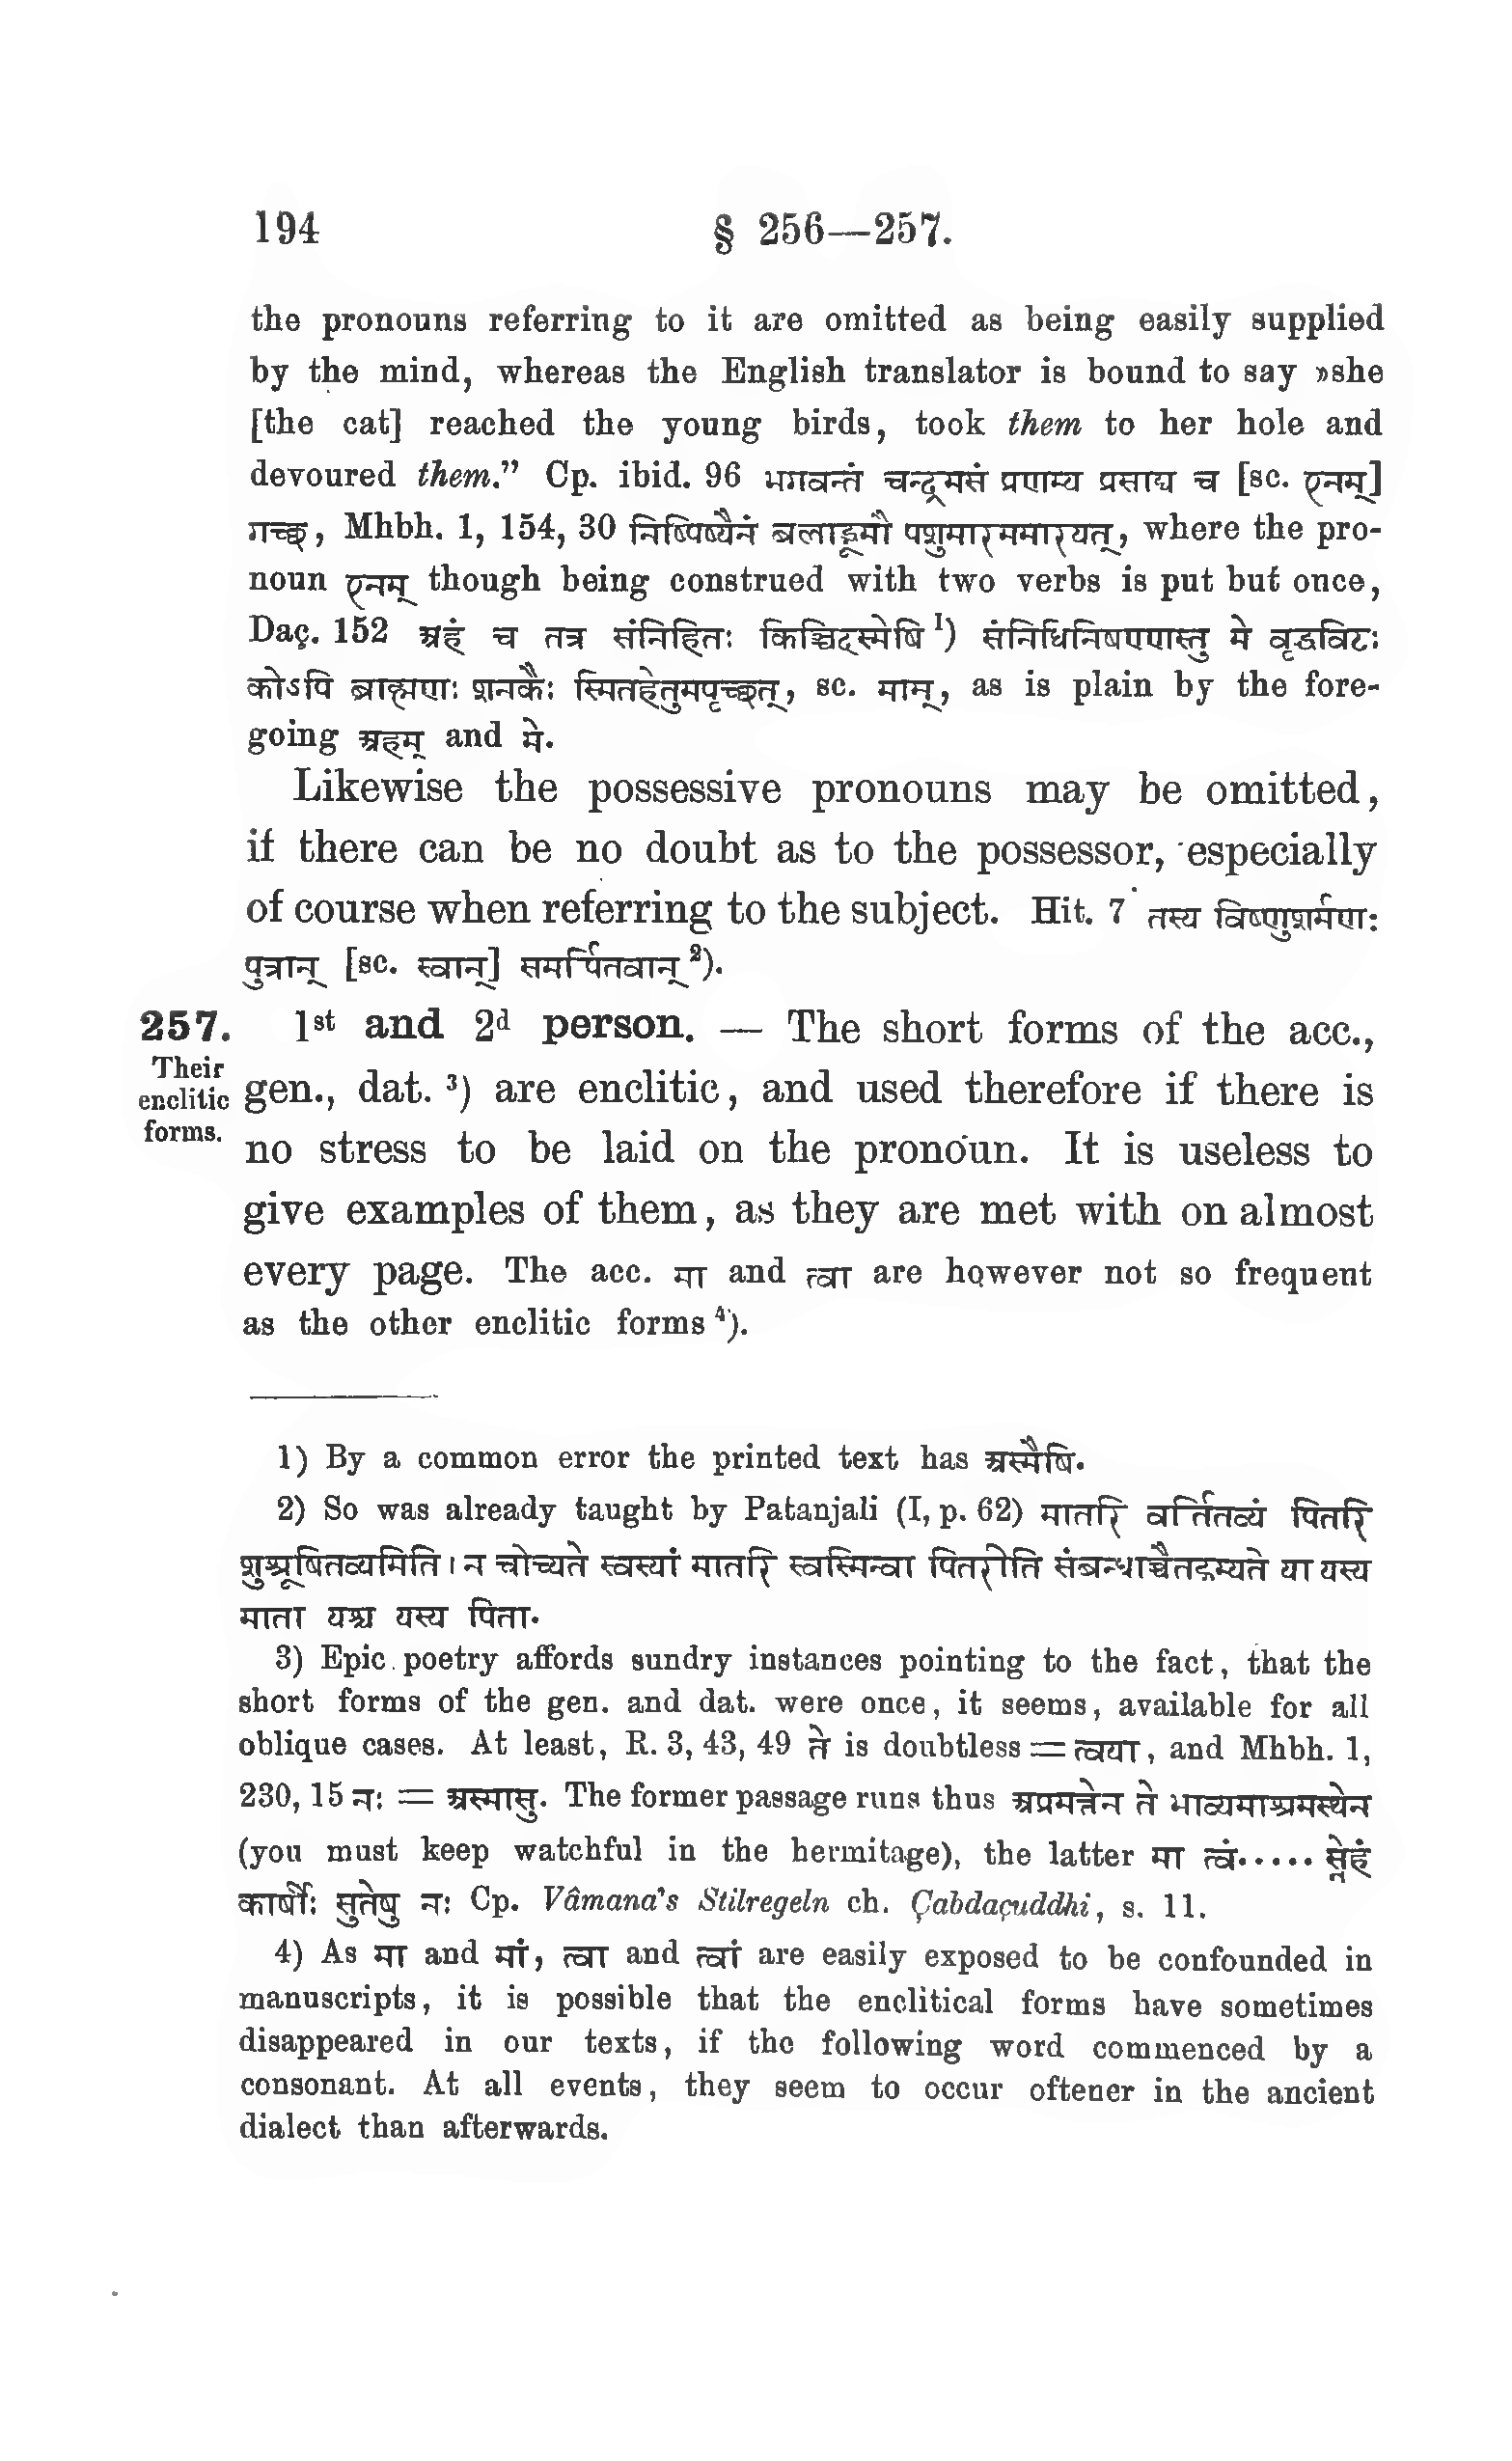 194 § 256—257.
the pronouns referring to it are omitted as being easily supplied
by the mind, whereas the English translator is bound to say »she
[the cat] reached the young birds, took them to her hole and
devoured them.” Cp. ibid. 96 भगवन्तं चन्द्रमसं प्रणाम्य प्रसाद्य च [sc. एनम्]
गच्छ, Mhbh. 1, 154, 30 निष्पिष्यैनं बलाद्भूमौ पशुमारममारयत्, where the pro-
noun एनम् though being construed with two verbs is put but once,
Daç. 152 अहं च तत्र संनिहितः किञ्चिदस्मेषि ¹) संनिधिनिषणणस्तु मे वृद्धविटः
कोऽपि ब्राह्मणः शनकैः स्मितहेतुमपृच्छत्, sc. माम्, as is plain by the fore-
going अहम् and मे.
Likewise the possessive pronouns may be omitted,
if there can be no doubt as to the possessor, especially
of course when referring to the subject. Hit. 7 तस्य विष्णुशर्मणः
पुत्रान् [sc. स्वान्] समर्पितवान् ²).
257. 1st and 2d person. — The short forms of the acc.,
Their
enclitic
forms.
gen., dat. ³) are enclitic, and used therefore if there is
no stress to be laid on the pronoun. It is useless to
give examples of them, as they are met with on almost
every page. The acc. मा and त्वा are however not so frequent
as the other enclitic forms ⁴).
1) By a common error the printed text has अस्मैषि.
2) So was already taught by Patanjali (I, p. 62) मातरि वर्तितव्यं पितरि
शुश्रूषितव्यमिति । न चोच्यते स्वस्यां मातरि स्वस्मिन्वा पितरीति संबन्धाच्चैतद्गम्यते या यस्य
माता यश्च यस्य पिता.
3) Epic poetry affords sundry instances pointing to the fact, that the
short forms of the gen. and dat. were once, it seems, available for all
oblique cases. At least, R. 3, 43, 49 ते is doubtless = त्वया, and Mhbh. 1,
230, 15 नः = अस्मासु. The former passage runs thus अप्रमत्तेन ते भाव्यमाश्रमस्थेन
(you must keep watchful in the hermitage), the latter मा त्वं..... स्नेहं
कार्षीः सुतेषु नः Cp. Vâmana's Stilregeln ch. Çabdaçuddhi, s. 11.
4) As मा and मां, त्वा and त्वां are easily exposed to be confounded in
manuscripts, it is possible that the enclitical forms have sometimes
disappeared in our texts, if the following word commenced by a
consonant. At all events, they seem to occur oftener in the ancient
dialect than afterwards.